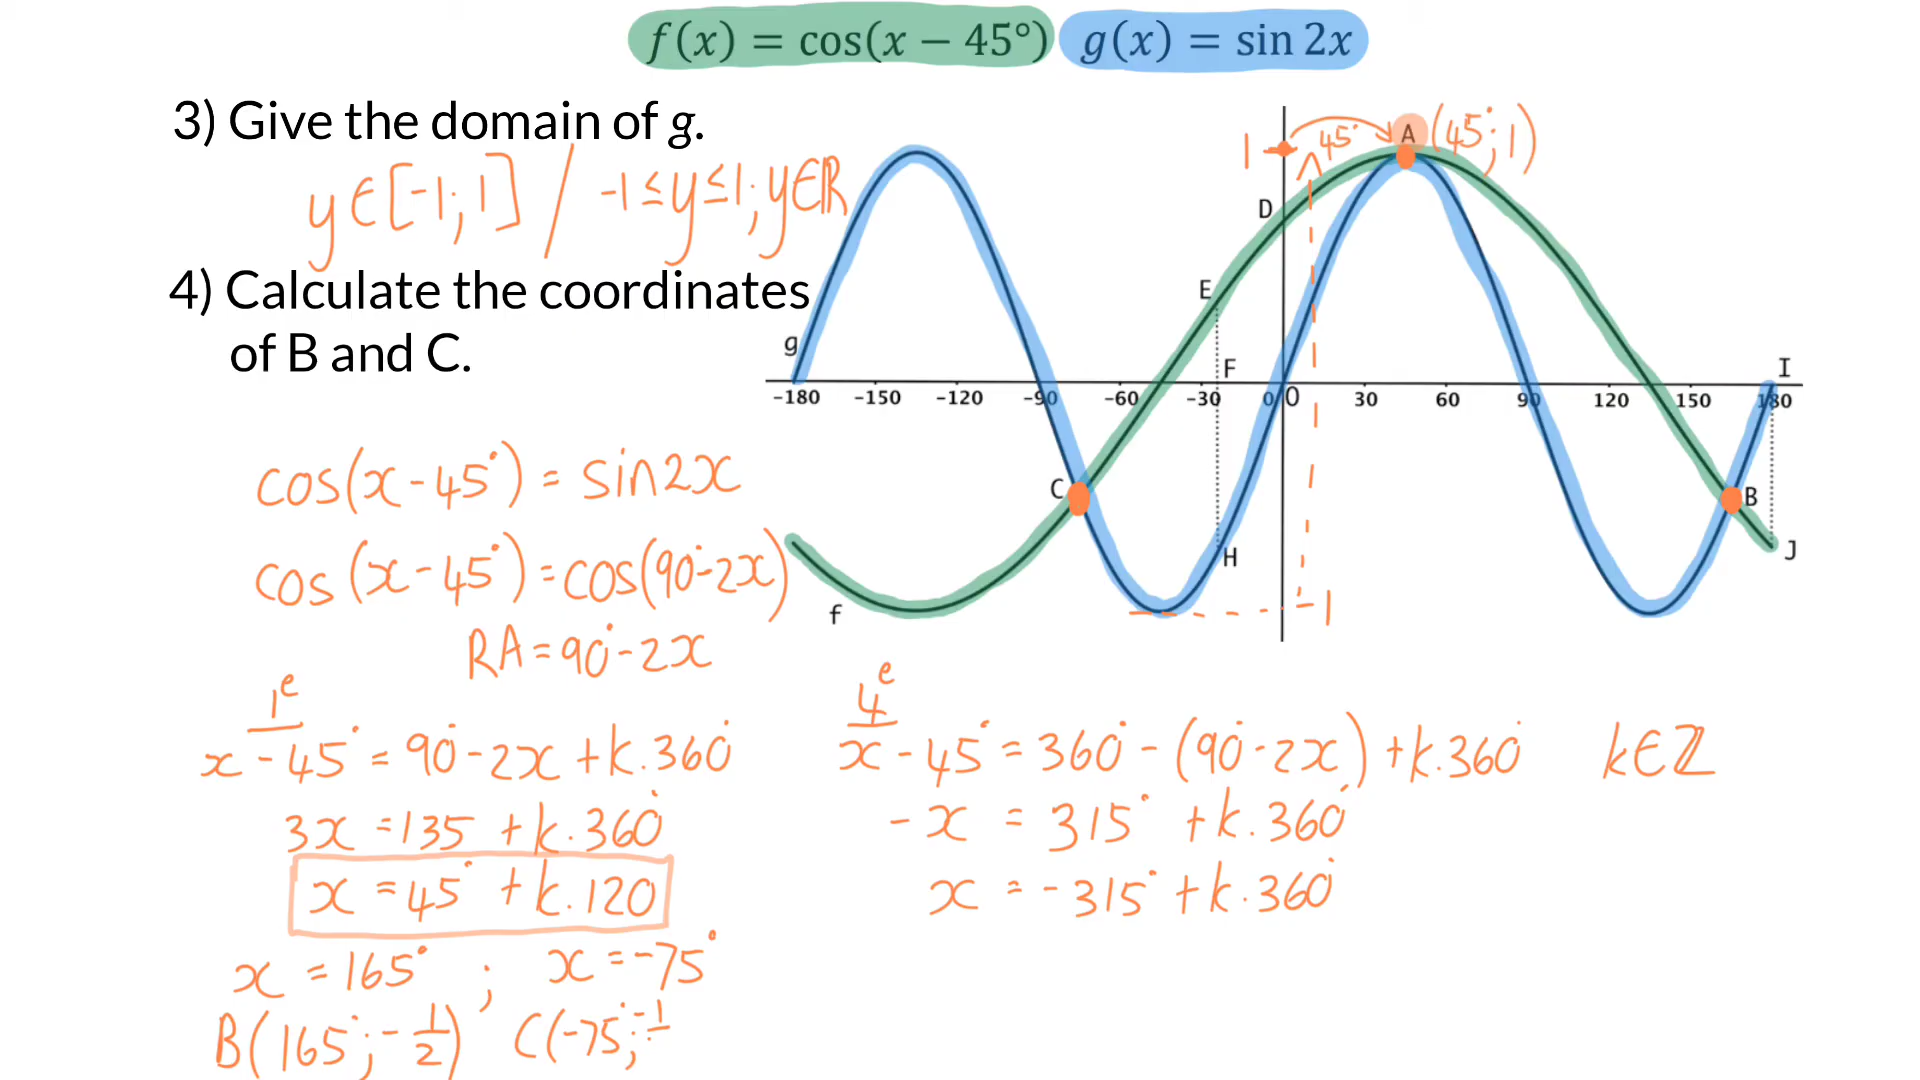 f(x) = cos(x − 45°) g(x) = sin 2x
3) Give the domain of g.
y∈[-1;1] / -1≤y≤1; y∈ℝ
4) Calculate the coordinates
of B and C.
cos(x-45°) = sin2x
cos(x-45°) = cos(90°-2x)
RA = 90°-2x
1e
x-45° = 90°-2x+k.360°
3x = 135 + k.360°
x = 45° + k.120
x = 165° ; x = -75°
B(165°; -1/2) C(-75°; -1
4e
x-45° = 360° - (90°-2x) + k.360° k∈ℤ
-x = 315° + k.360°
x = -315° + k.360°
1 45° A (45°; 1)
D
E
g F I
-180 -150 -120 -90 -60 -30 0 O 30 60 90 120 150 180
C B
H J
f -1